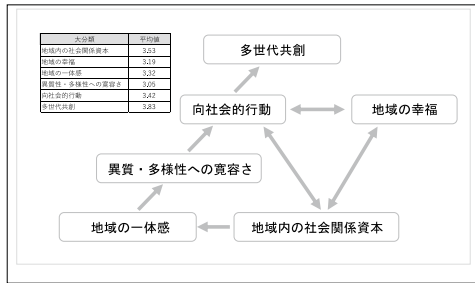 大分類 平均値
地域内の社会関係資本 3.53
地域の幸福 3.19
地域の一体感 3.32
異質性・多様性への寛容さ 3.05
向社会的行動 3.42
多世代共創 3.83
多世代共創
向社会的行動
地域の幸福
異質・多様性への寛容さ
地域の一体感
地域内の社会関係資本